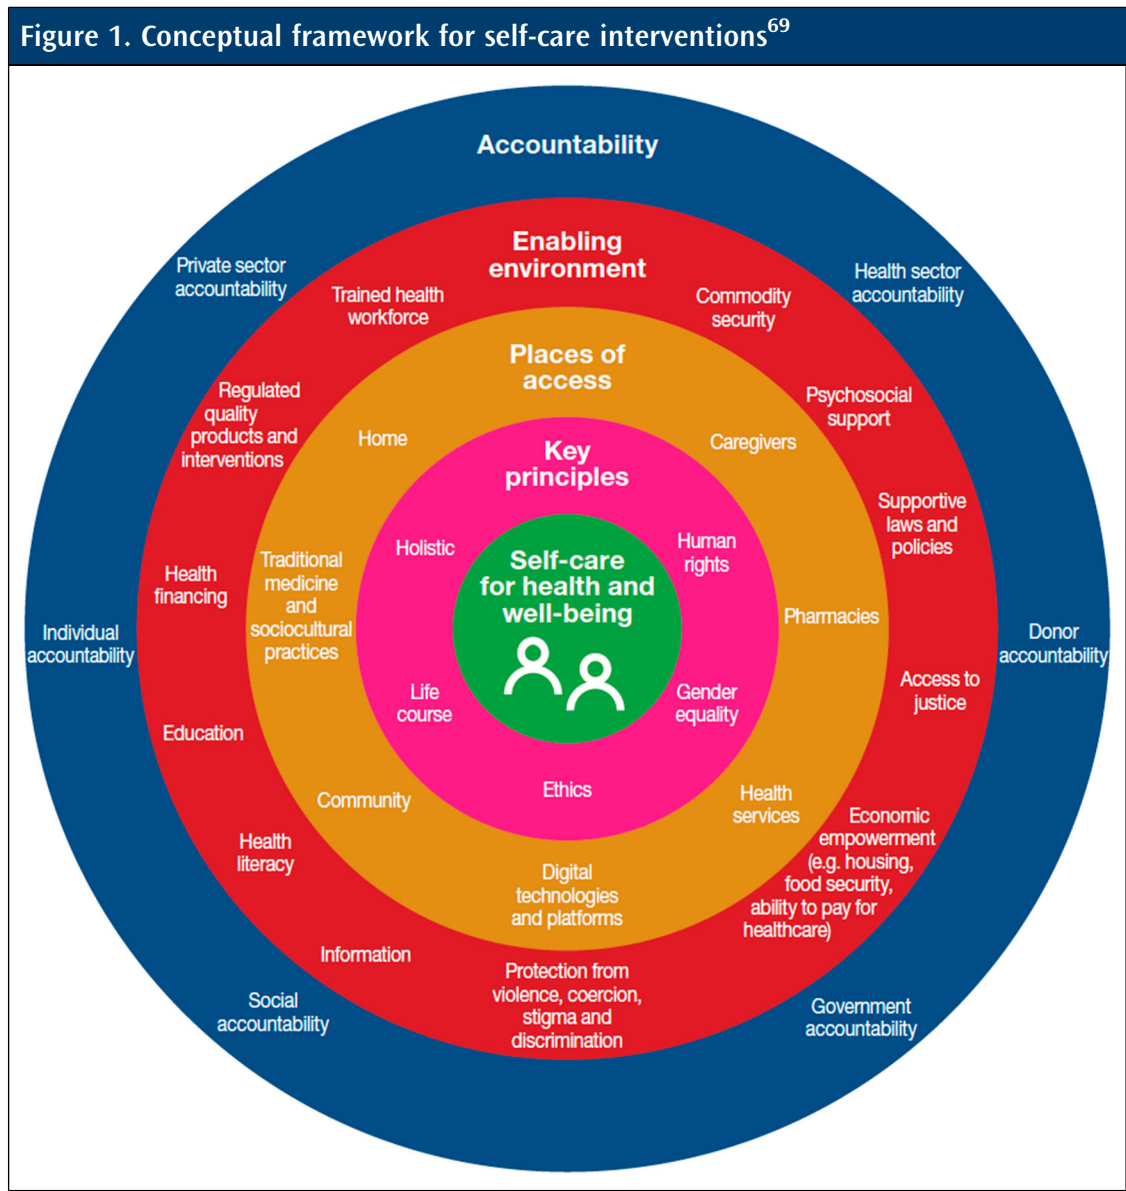 Figure 1. Conceptual framework for self-care interventions69
Accountability
Private sector
accountability
Health sector
accountability
Donor
accountability
Government
accountability
Social
accountability
Individual
accountability
Enabling
environment
Trained health
workforce
Commodity
security
Psychosocial
support
Supportive
laws and
policies
Access to
justice
Economic
empowerment
(e.g. housing,
food security,
ability to pay for
healthcare)
Protection from
violence, coercion,
stigma and
discrimination
Information
Health
literacy
Education
Health
financing
Regulated
quality
products and
interventions
Places of
access
Home
Caregivers
Pharmacies
Health
services
Digital
technologies
and platforms
Community
Traditional
medicine
and
sociocultural
practices
Key
principles
Holistic
Human
rights
Gender
equality
Ethics
Life
course
Self-care
for health and
well-being